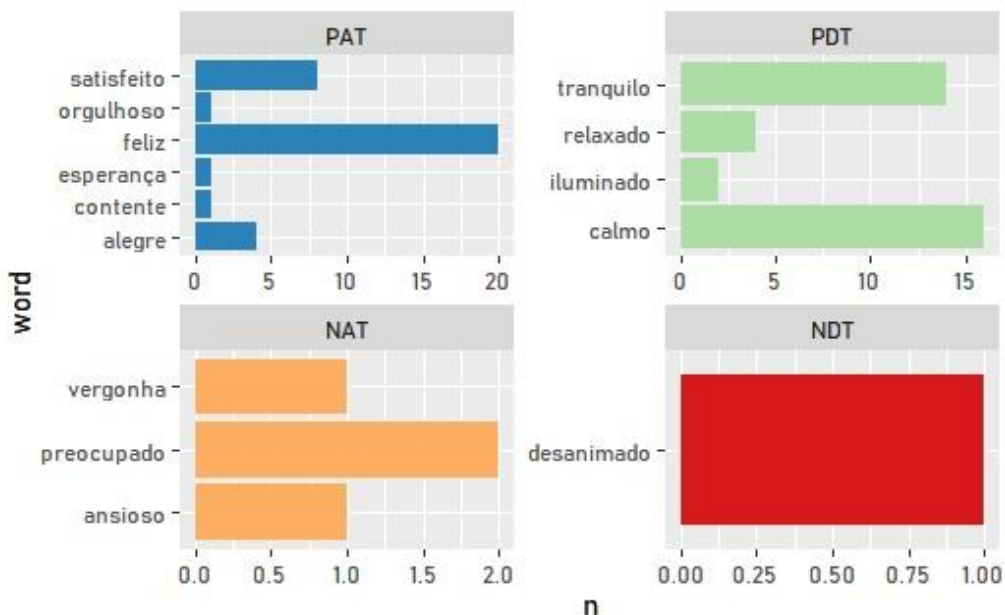 PAT
satisfeito
orgulhoso
feliz
esperança
contente
alegre
0 5 10 15 20
PDT
tranquilo
relaxado
iluminado
calmo
0 5 10 15
word
NAT
vergonha
preocupado
ansioso
0.0 0.5 1.0 1.5 2.0
NDT
desanimado
0.00 0.25 0.50 0.75 1.00
n